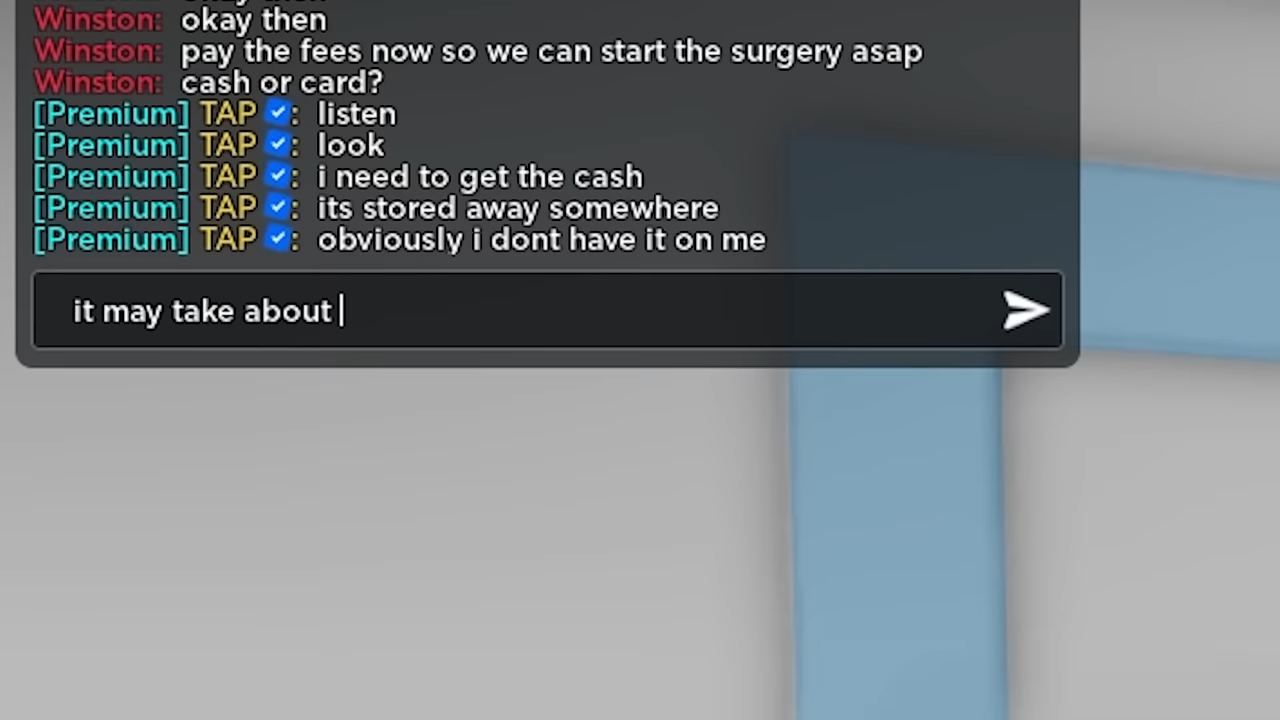 Winston: okay then
Winston: pay the fees now so we can start the surgery asap
Winston: cash or card?
[Premium] TAP : listen
[Premium] TAP : look
[Premium] TAP : i need to get the cash
[Premium] TAP : its stored away somewhere
[Premium] TAP : obviously i dont have it on me
it may take about